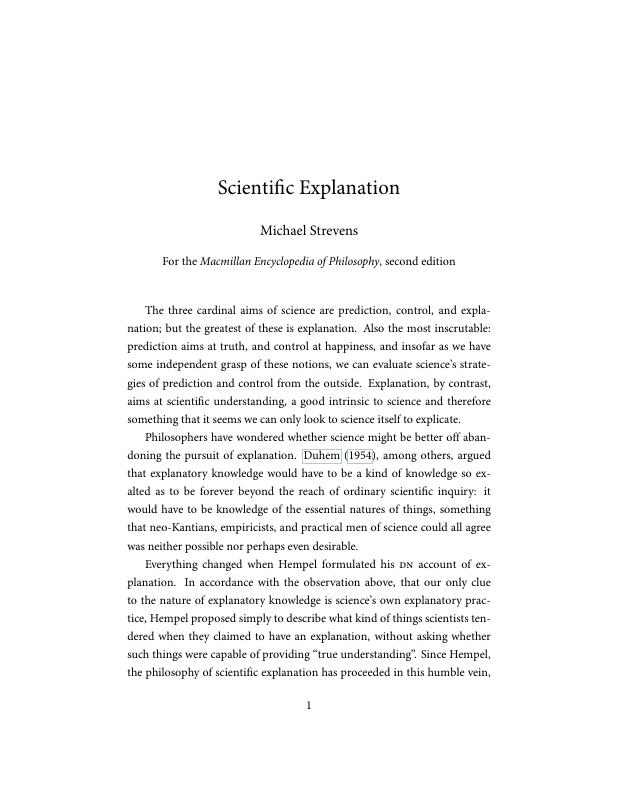 Scientific Explanation
Michael Strevens
For the Macmillan Encyclopedia of Philosophy, second edition
The three cardinal aims of science are prediction, control, and expla-
nation; but the greatest of these is explanation. Also the most inscrutable:
prediction aims at truth, and control at happiness, and insofar as we have
some independent grasp of these notions, we can evaluate science’s strate-
gies of prediction and control from the outside. Explanation, by contrast,
aims at scientific understanding, a good intrinsic to science and therefore
something that it seems we can only look to science itself to explicate.
Philosophers have wondered whether science might be better off aban-
doning the pursuit of explanation. Duhem (1954), among others, argued
that explanatory knowledge would have to be a kind of knowledge so ex-
alted as to be forever beyond the reach of ordinary scientific inquiry: it
would have to be knowledge of the essential natures of things, something
that neo-Kantians, empiricists, and practical men of science could all agree
was neither possible nor perhaps even desirable.
Everything changed when Hempel formulated his DN account of ex-
planation. In accordance with the observation above, that our only clue
to the nature of explanatory knowledge is science’s own explanatory prac-
tice, Hempel proposed simply to describe what kind of things scientists ten-
dered when they claimed to have an explanation, without asking whether
such things were capable of providing “true understanding”. Since Hempel,
the philosophy of scientific explanation has proceeded in this humble vein,
1